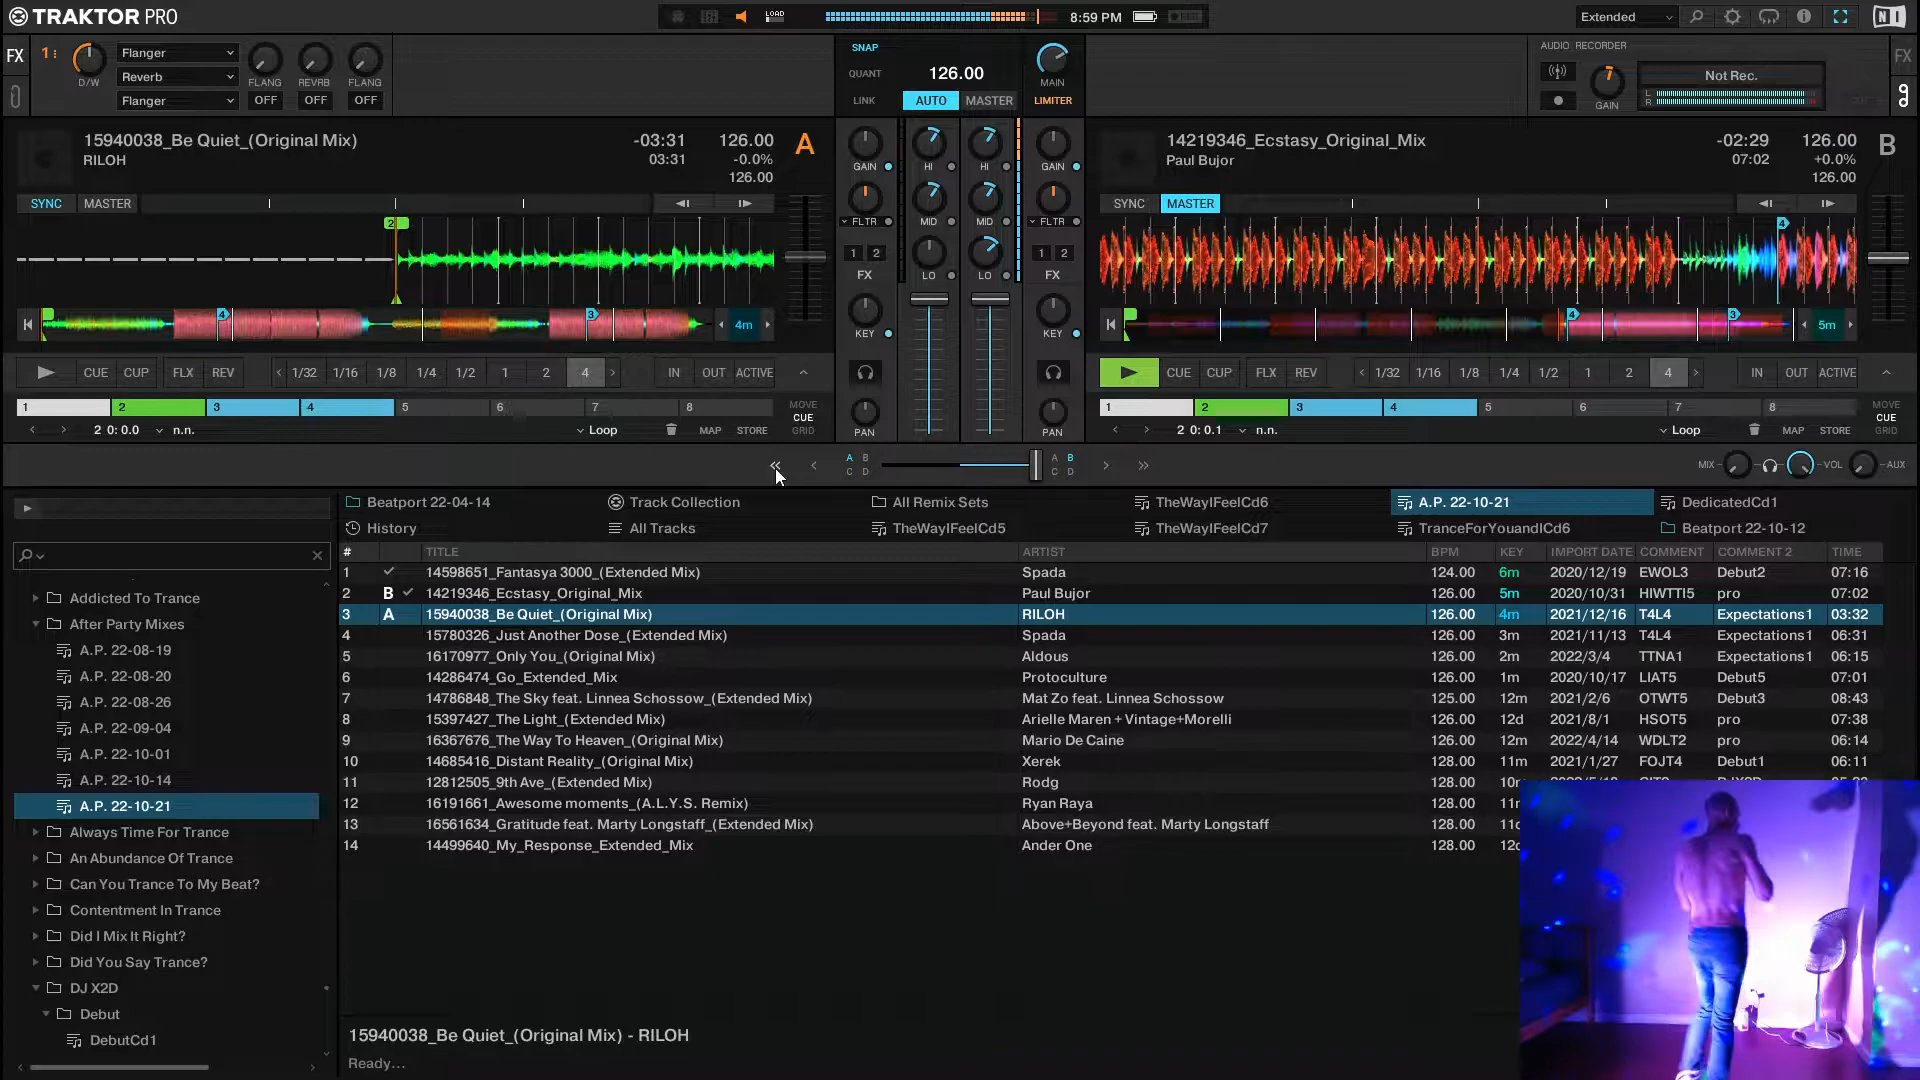 TRAKTOR PRO
LOAD
8:59 PM
Extended
FX
1
D/W
Flanger
Reverb
Flanger
FLANG
REVRB
FLANG
OFF
OFF
OFF
SNAP
QUANT
126.00
MAIN
LINK
AUTO
MASTER
LIMITER
AUDIO RECORDER
GAIN
Not Rec.
L
R
FX
15940038_Be Quiet_(Original Mix)
RILOH
-03:31
03:31
126.00
-0.0%
126.00
A
GAIN
HI
HI
GAIN
FLTR
MID
MID
FLTR
1 2
FX
LO
LO
1 2
FX
KEY
KEY
PAN
PAN
14219346_Ecstasy_Original_Mix
Paul Bujor
-02:29
07:02
126.00
+0.0%
126.00
B
SYNC
MASTER
2
4
3
4m
SYNC
MASTER
4
4
3
5m
CUE CUP FLX REV 1/32 1/16 1/8 1/4 1/2 1 2 4 IN OUT ACTIVE
1 2 3 4 5 6 7 8
MOVE
CUE
GRID
2 0: 0.0 n.n. Loop MAP STORE
CUE CUP FLX REV 1/32 1/16 1/8 1/4 1/2 1 2 4 IN OUT ACTIVE
1 2 3 4 5 6 7 8
MOVE
CUE
GRID
2 0: 0.1 n.n. Loop MAP STORE
A B
C D
A B
C D
MIX VOL AUX
Beatport 22-04-14
Track Collection
All Remix Sets
TheWayIFeelCd6
A.P. 22-10-21
DedicatedCd1
History
All Tracks
TheWayIFeelCd5
TheWayIFeelCd7
TranceForYouandICd6
Beatport 22-10-12
Addicted To Trance
After Party Mixes
A.P. 22-08-19
A.P. 22-08-20
A.P. 22-08-26
A.P. 22-09-04
A.P. 22-10-01
A.P. 22-10-14
A.P. 22-10-21
Always Time For Trance
An Abundance Of Trance
Can You Trance To My Beat?
Contentment In Trance
Did I Mix It Right?
Did You Say Trance?
DJ X2D
Debut
DebutCd1
# TITLE ARTIST BPM KEY IMPORT DATE COMMENT COMMENT 2 TIME
1 14598651_Fantasya 3000_(Extended Mix) Spada 124.00 6m 2020/12/19 EWOL3 Debut2 07:16
2 B 14219346_Ecstasy_Original_Mix Paul Bujor 126.00 5m 2020/10/31 HIWTTI5 pro 07:02
3 A 15940038_Be Quiet_(Original Mix) RILOH 126.00 4m 2021/12/16 T4L4 Expectations1 03:32
4 15780326_Just Another Dose_(Extended Mix) Spada 126.00 3m 2021/11/13 T4L4 Expectations1 06:31
5 16170977_Only You_(Original Mix) Aldous 126.00 2m 2022/3/4 TTNA1 Expectations1 06:15
6 14286474_Go_Extended_Mix Protoculture 126.00 1m 2020/10/17 LIAT5 Debut5 07:01
7 14786848_The Sky feat. Linnea Schossow_(Extended Mix) Mat Zo feat. Linnea Schossow 125.00 12m 2021/2/6 OTWT5 Debut3 08:43
8 15397427_The Light_(Extended Mix) Arielle Maren + Vintage+Morelli 126.00 12d 2021/8/1 HSOT5 pro 07:38
9 16367676_The Way To Heaven_(Original Mix) Mario De Caine 126.00 12m 2022/4/14 WDLT2 pro 06:14
10 14685416_Distant Reality_(Original Mix) Xerek 128.00 11m 2021/1/27 FOJT4 Debut1 06:11
11 12812505_9th Ave_(Extended Mix) Rodg 128.00
12 16191661_Awesome moments_(A.L.Y.S. Remix) Ryan Raya 128.00
13 16561634_Gratitude feat. Marty Longstaff_(Extended Mix) Above+Beyond feat. Marty Longstaff 128.00
14 14499640_My_Response_Extended_Mix Ander One 128.00
15940038_Be Quiet_(Original Mix) - RILOH
Ready...